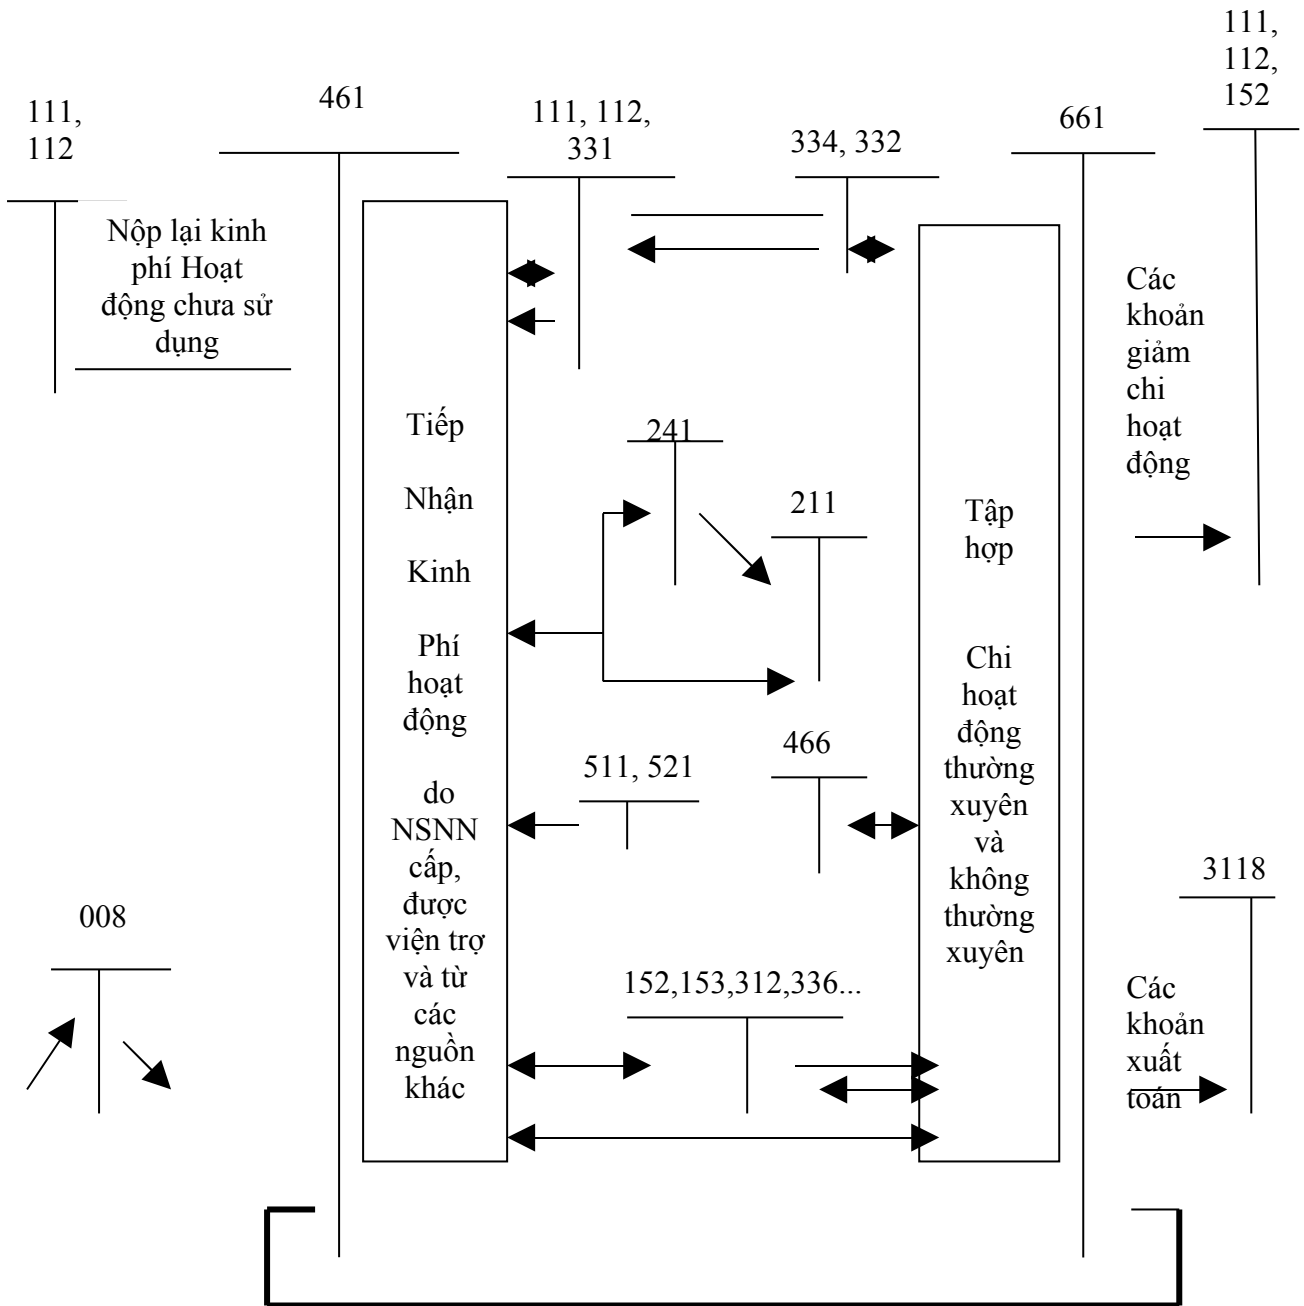 111,
112,
152
461
111,
112
111, 112,
331
334, 332
661
Nộp lại kinh
phí Hoạt
động chưa sử
dụng
Các
khoản
giảm
chi
hoạt
động
Tiếp
Nhận
Kinh
Phí
hoạt
động
do
NSNN
cấp,
được
viện trợ
và từ
các
nguồn
khác
241
211
Tập
hợp
Chi
hoạt
động
thường
xuyên
và
không
thường
xuyên
466
511, 521
3118
008
152,153,312,336...
Các
khoản
xuất
toán